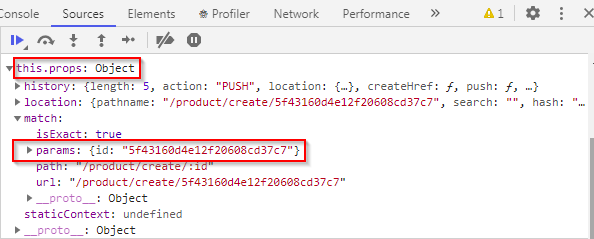 Console Sources Elements Profiler Network Memory » 1
this.props: Object
history: {length: 5, action: "PUSH", location: {…}, createHref: ƒ, push: ƒ, …}
location: {pathname: "/product/create/5f43160d4e12f20608cd37c7", search: "", hash: "…
match:
isExact: true
params: {id: "5f43160d4e12f20608cd37c7"}
path: "/product/create/:id"
url: "/product/create/5f43160d4e12f20608cd37c7"
__proto__: Object
staticContext: undefined
__proto__: Object